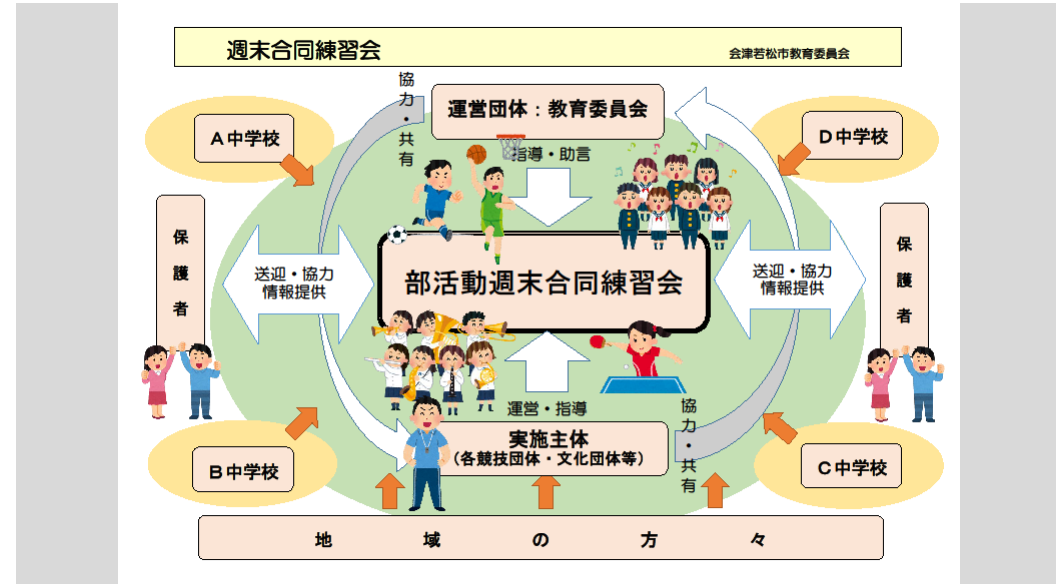 週末合同練習会
会津若松市教育委員会
協力・共有
運営団体：教育委員会
A中学校
D中学校
指導・助言
保護者
保護者
送迎・協力
情報提供
部活動週末合同練習会
送迎・協力
情報提供
運営・指導
協力・共有
実施主体
（各競技団体・文化団体等）
B中学校
C中学校
地域の方々